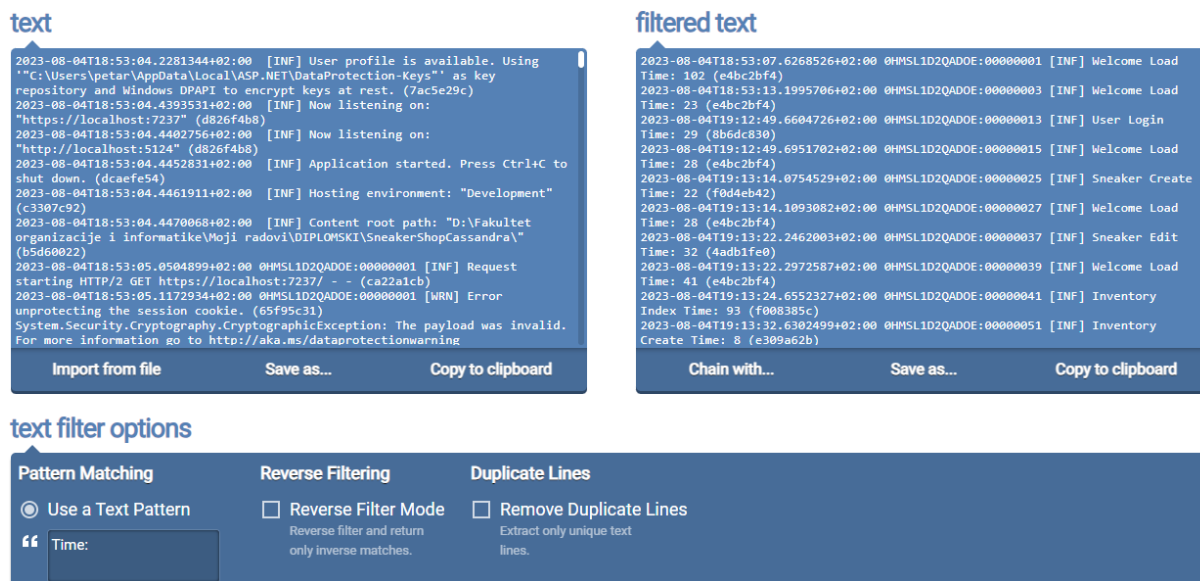 text
2023-08-04T18:53:04.2281344+02:00  [INF] User profile is available. Using
'"C:\Users\petar\AppData\Local\ASP.NET\DataProtection-Keys"' as key
repository and Windows DPAPI to encrypt keys at rest. (7ac5e29c)
2023-08-04T18:53:04.4393531+02:00  [INF] Now listening on:
"https://localhost:7237" (d826f4b8)
2023-08-04T18:53:04.4402756+02:00  [INF] Now listening on:
"http://localhost:5124" (d826f4b8)
2023-08-04T18:53:04.4452831+02:00  [INF] Application started. Press Ctrl+C to
shut down. (dcaefe54)
2023-08-04T18:53:04.4461911+02:00  [INF] Hosting environment: "Development"
(c3307c92)
2023-08-04T18:53:04.4470068+02:00  [INF] Content root path: "D:\Fakultet
organizacije i informatike\Moji radovi\DIPLOMSKI\SneakerShopCassandra\"
(b5d60022)
2023-08-04T18:53:05.0504899+02:00 0HMSL1D2QADOE:00000001 [INF] Request
starting HTTP/2 GET https://localhost:7237/ - - (ca22a1cb)
2023-08-04T18:53:05.1172934+02:00 0HMSL1D2QADOE:00000001 [WRN] Error
unprotecting the session cookie. (65f95c31)
System.Security.Cryptography.CryptographicException: The payload was invalid.
For more information go to http://aka.ms/dataprotectionwarning
Import from file
Save as...
Copy to clipboard
filtered text
2023-08-04T18:53:07.6268526+02:00 0HMSL1D2QADOE:00000001 [INF] Welcome Load
Time: 102 (e4bc2bf4)
2023-08-04T18:53:13.1995706+02:00 0HMSL1D2QADOE:00000003 [INF] Welcome Load
Time: 23 (e4bc2bf4)
2023-08-04T19:12:49.6604726+02:00 0HMSL1D2QADOE:00000013 [INF] User Login
Time: 29 (8b6dc830)
2023-08-04T19:12:49.6951702+02:00 0HMSL1D2QADOE:00000015 [INF] Welcome Load
Time: 28 (e4bc2bf4)
2023-08-04T19:13:14.0754529+02:00 0HMSL1D2QADOE:00000025 [INF] Sneaker Create
Time: 22 (f0d4eb42)
2023-08-04T19:13:14.1093082+02:00 0HMSL1D2QADOE:00000027 [INF] Welcome Load
Time: 28 (e4bc2bf4)
2023-08-04T19:13:22.2462003+02:00 0HMSL1D2QADOE:00000037 [INF] Sneaker Edit
Time: 32 (4adb1fe0)
2023-08-04T19:13:22.2972587+02:00 0HMSL1D2QADOE:00000039 [INF] Welcome Load
Time: 41 (e4bc2bf4)
2023-08-04T19:13:24.6552327+02:00 0HMSL1D2QADOE:00000041 [INF] Inventory
Index Time: 93 (f008385c)
2023-08-04T19:13:32.6302499+02:00 0HMSL1D2QADOE:00000051 [INF] Inventory
Create Time: 8 (e309a62b)
Chain with...
Save as...
Copy to clipboard
text filter options
Pattern Matching
Use a Text Pattern
Time:
Reverse Filtering
Reverse Filter Mode
Reverse filter and return
only inverse matches.
Duplicate Lines
Remove Duplicate Lines
Extract only unique text
lines.